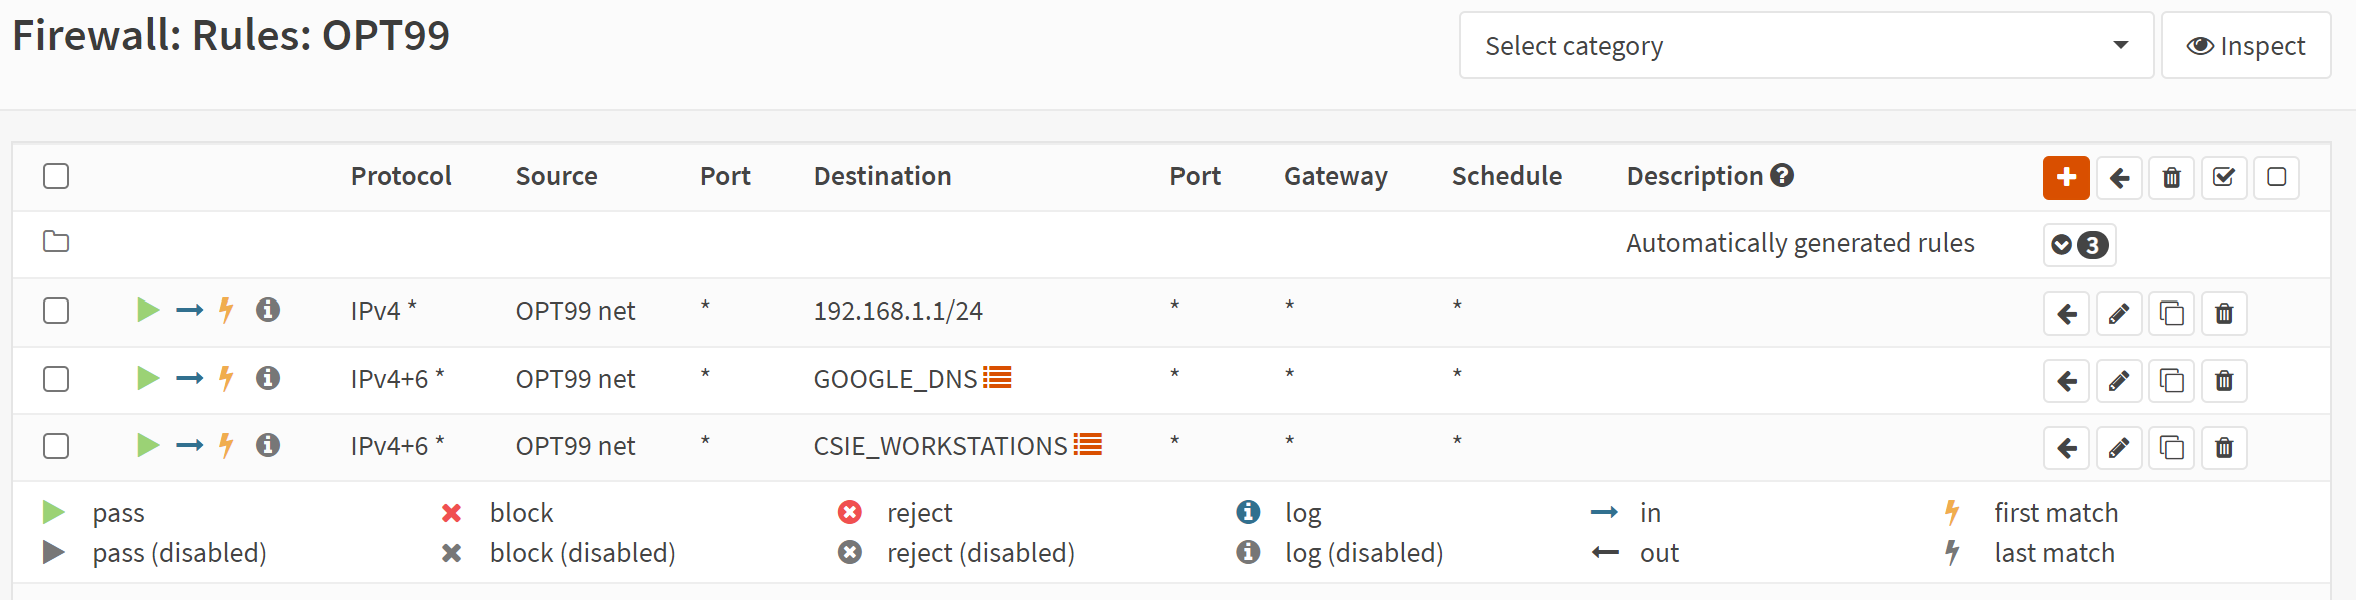 Firewall: Rules: OPT99
Select category
Inspect
Protocol Source Port Destination Port Gateway Schedule Description
Automatically generated rules 3
IPv4 * OPT99 net * 192.168.1.1/24 * * *
IPv4+6 * OPT99 net * GOOGLE_DNS * * *
IPv4+6 * OPT99 net * CSIE_WORKSTATIONS * * *
pass block reject log in first match
pass (disabled) block (disabled) reject (disabled) log (disabled) out last match